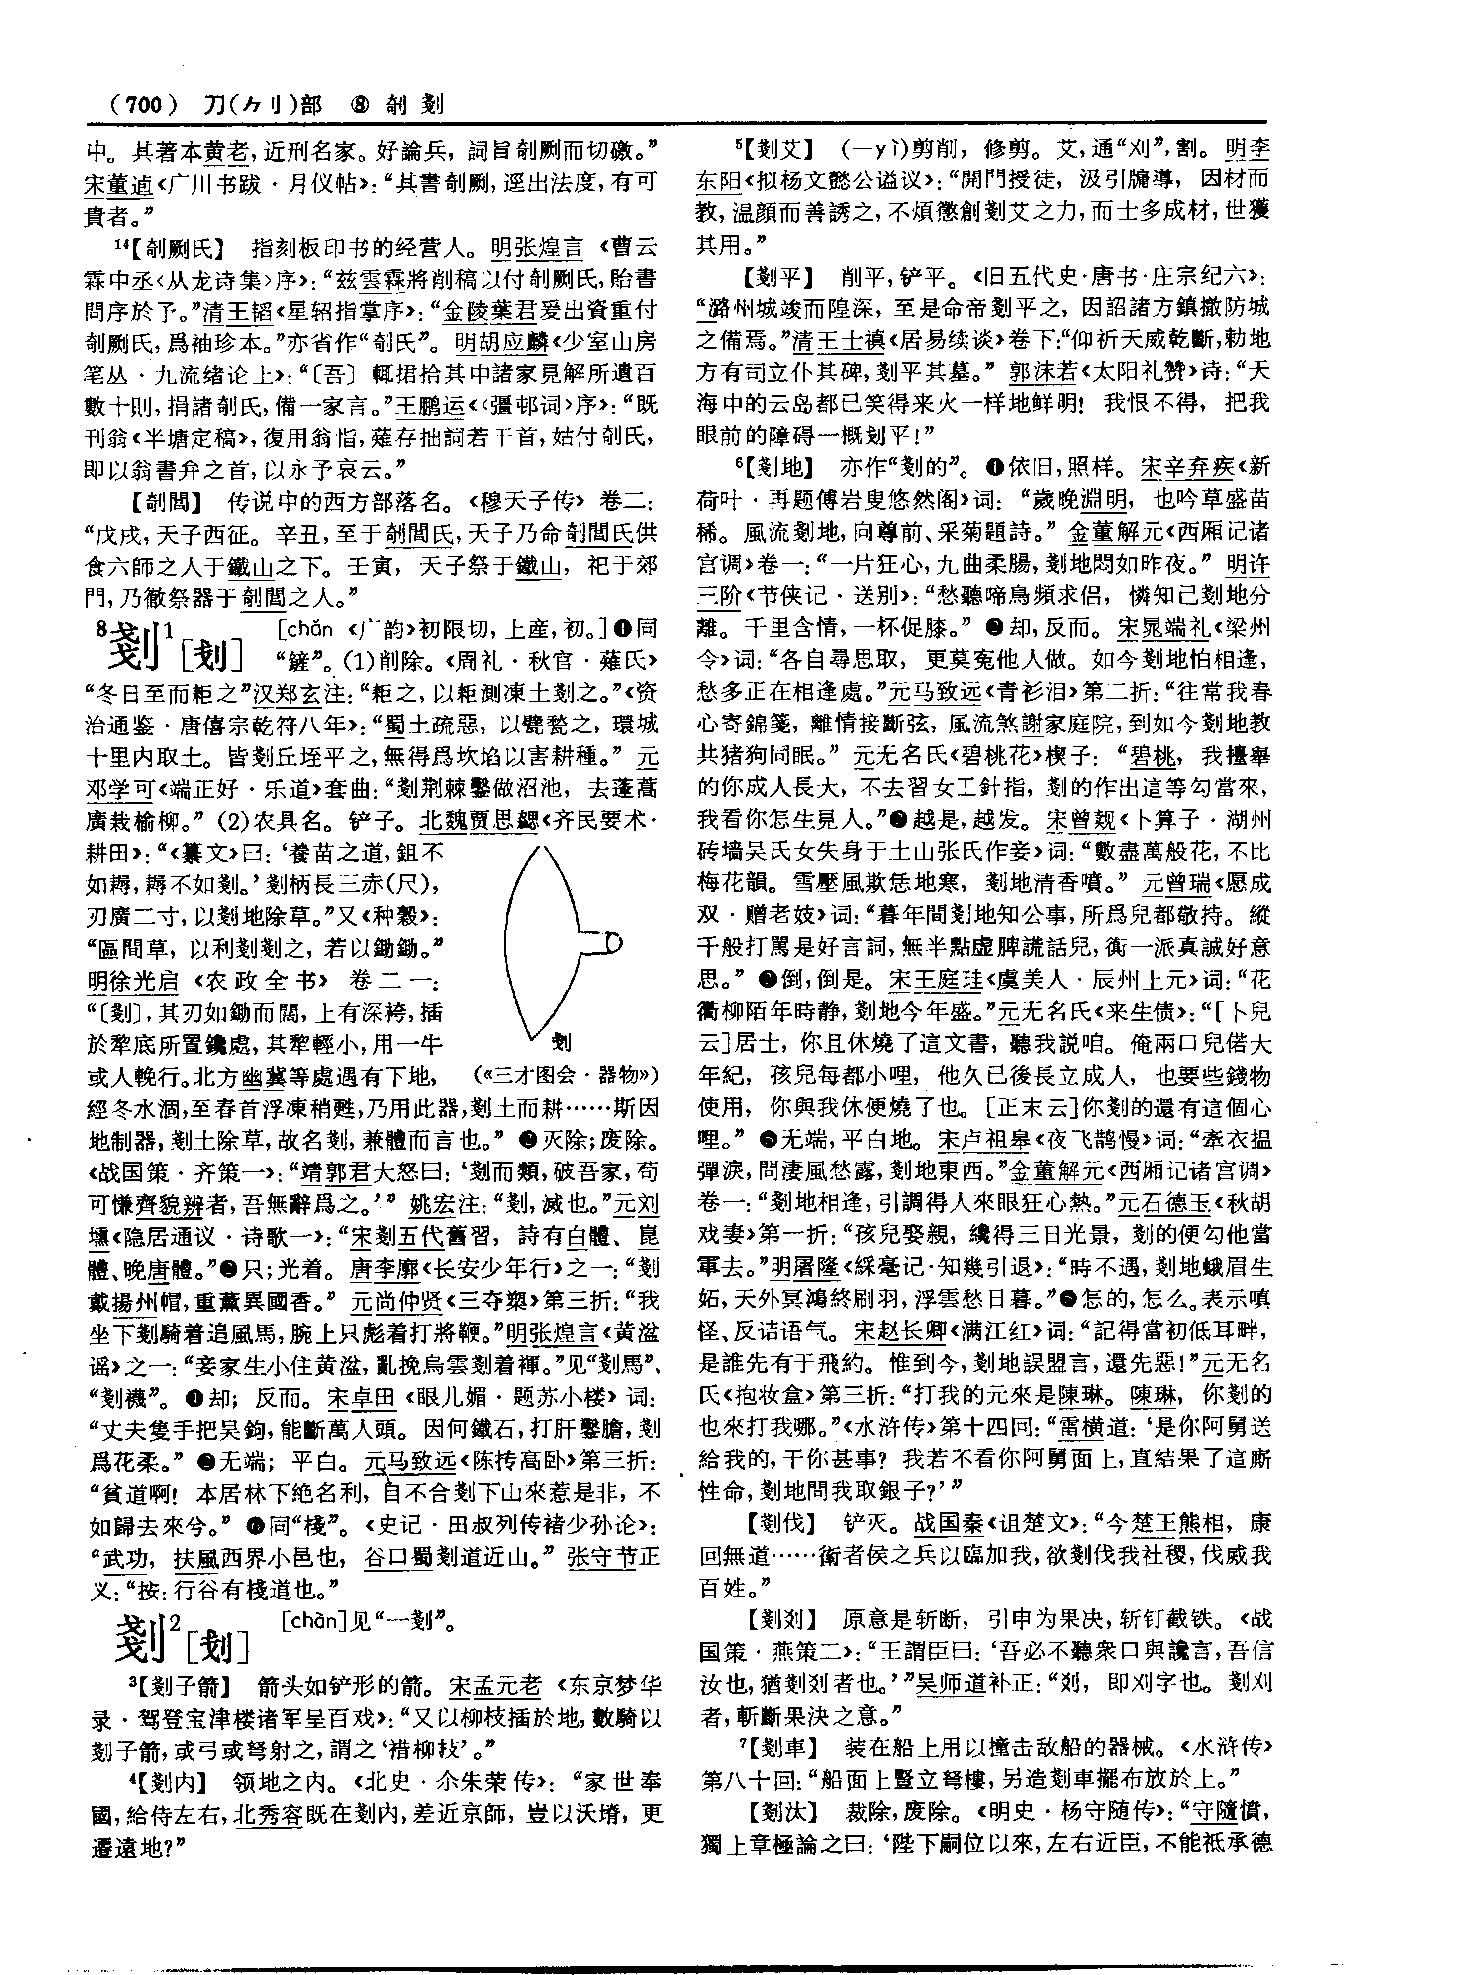 (700) 刀(⺈刂)部 ⑧ 剞 剗
中。其著本黄老，近刑名家。好論兵，詞旨剞劂而切礉。”
宋董逌《广川书跋·月仪帖》：“其書剞劂，逕出法度，有可
貴者。”
14【剞劂氏】 指刻板印书的经营人。明张煌言《曹云
霖中丞〈从龙诗集〉序》：“兹雲霖將削稿以付剞劂氏，貽書
問序於予。”清王韬《星轺指掌序》：“金陵葉君爰出資重付
剞劂氏，爲袖珍本。”亦省作“剞氏”。明胡应麟《少室山房
笔丛·九流绪论上》：“〔吾〕輒捃拾其中諸家見解所遺百
數十則，捐諸剞氏，備一家言。”王鹏运《〈彊邨词〉序》：“既
刊翁《半塘定稿》，復用翁恉，薙存拙詞若干首，姑付剞氏，
即以翁書弁之首，以永予哀云。”
【剞閭】 传说中的西方部落名。《穆天子传》卷二：
“戊戌，天子西征。辛丑，至于剞閭氏，天子乃命剞閭氏供
食六師之人于鐵山之下。壬寅，天子祭于鐵山，祀于郊
門，乃徹祭器于剞閭之人。”
8剗1［刬］ [chǎn 《广韵》初限切，上産，初。]❶同
“鏟”。(1)削除。《周礼·秋官·薙氏》
“冬日至而耜之”汉郑玄注：“耜之，以耜測凍土剗之。”《资
治通鉴·唐僖宗乾符八年》：“蜀土疏惡，以甓甃之，環城
十里内取土。皆剗丘垤平之，無得爲坎埳以害耕種。”元
邓学可《端正好·乐道》套曲：“剗荆棘鑿做沼池，去蓬蒿
廣栽榆柳。”(2)农具名。铲子。北魏贾思勰《齐民要术·
耕田》：“《纂文》曰：‘養苗之道，鉏不
如耨，耨不如剗。’剗柄長三赤(尺)，
刃廣二寸，以剗地除草。”又《种穀》：
“區間草，以利剗剗之，若以鋤鋤。”
明徐光启《农政全书》卷二一：
“〔剗〕，其刃如鋤而闊，上有深袴，插
於犂底所置鑱處，其犂輕小，用一牛
或人輓行。北方幽冀等處遇有下地，
剗
(《三才图会·器物》)
經冬水涸，至春首浮凍稍甦，乃用此器，剗土而耕……斯因
地制器，剗土除草，故名剗，兼體而言也。”❷灭除；废除。
《战国策·齐策一》：“靖郭君大怒曰：‘剗而類，破吾家，苟
可慊齊貌辨者，吾無辭爲之。’”姚宏注：“剗，滅也。”元刘
壎《隐居通议·诗歌一》：“宋剗五代舊習，詩有白體、崑
體、晚唐體。”❸只；光着。唐李廓《长安少年行》之一：“剗
戴揚州帽，重薰異國香。”元尚仲贤《三夺槊》第三折：“我
坐下剗騎着追風馬，腕上只彪着打將鞭。”明张煌言《黄湓
谣》之一：“妾家生小住黄湓，亂挽烏雲剗着褌。”见“剗馬”、
“剗襪”。❹却；反而。宋卓田《眼儿媚·题苏小楼》词：
“丈夫隻手把吴鉤，能斷萬人頭。因何鐵石，打肝鑿膽，剗
爲花柔。”❺无端；平白。元马致远《陈抟高卧》第三折：
“貧道啊！本居林下絶名利，自不合剗下山來惹是非，不
如歸去來兮。”❻同“棧”。《史记·田叔列传褚少孙论》：
“武功，扶風西界小邑也，谷口蜀剗道近山。”张守节正
义：“按：行谷有棧道也。”
剗2［刬］ [chàn]见“一剗”。
3【剗子箭】 箭头如铲形的箭。宋孟元老《东京梦华
录·驾登宝津楼诸军呈百戏》：“又以柳枝插於地，數騎以
剗子箭，或弓或弩射之，謂之‘䄍柳枝’。”
4【剗内】 领地之内。《北史·尒朱荣传》：“家世奉
國，給侍左右，北秀容既在剗内，差近京師，豈以沃塉，更
遷遠地？”
5【剗艾】 (－yì)剪削，修剪。艾，通“刈”，割。明李
东阳《拟杨文懿公谥议》：“開門授徒，汲引牖導，因材而
教，温顔而善誘之，不煩懲創剗艾之力，而士多成材，世獲
其用。”
【剗平】 削平，铲平。《旧五代史·唐书·庄宗纪六》：
“潞州城竣而隍深，至是命帝剗平之，因詔諸方鎮撤防城
之備焉。”清王士禛《居易续谈》卷下：“仰祈天威乾斷，勅地
方有司立仆其碑，剗平其墓。”郭沫若《太阳礼赞》诗：“天
海中的云岛都已笑得来火一样地鲜明！我恨不得，把我
眼前的障碍一概刬平！”
6【剗地】 亦作“剗的”。❶依旧，照样。宋辛弃疾《新
荷叶·再题傅岩叟悠然阁》词：“歲晚淵明，也吟草盛苗
稀。風流剗地，向尊前、采菊題詩。”金董解元《西厢记诸
宫调》卷一：“一片狂心，九曲柔腸，剗地悶如昨夜。”明许
三阶《节侠记·送别》：“愁聽啼鳥頻求侣，憐知己剗地分
離。千里含情，一杯促膝。”❷却，反而。宋晁端礼《梁州
令》词：“各自尋思取，更莫冤他人做。如今剗地怕相逢，
愁多正在相逢處。”元马致远《青衫泪》第二折：“往常我春
心寄錦箋，離情接斷弦，風流煞謝家庭院，到如今剗地教
共猪狗同眠。”元无名氏《碧桃花》楔子：“碧桃，我擡舉
的你成人長大，不去習女工針指，剗的作出這等勾當來，
我看你怎生見人。”❸越是，越发。宋曾觌《卜算子·湖州
砖墙吴氏女失身于土山张氏作妾》词：“數盡萬般花，不比
梅花韻。雪壓風欺恁地寒，剗地清香噴。”元曾瑞《愿成
双·赠老妓》词：“暮年間剗地知公事，所爲兒都敬持。縱
千般打罵是好言詞，無半點虚脾謊話兒，衠一派真誠好意
思。”❹倒，倒是。宋王庭珪《虞美人·辰州上元》词：“花
衢柳陌年時静，剗地今年盛。”元无名氏《来生债》：“[卜兒
云]居士，你且休燒了這文書，聽我説咱。俺兩口兒偌大
年紀，孩兒每都小哩，他久已後長立成人，也要些錢物
使用，你與我休便燒了也。[正末云]你剗的還有這個心
哩。”❺无端，平白地。宋卢祖皋《夜飞鹊慢》词：“牽衣揾
彈淚，問淒風愁露，剗地東西。”金董解元《西厢记诸宫调》
卷一：“剗地相逢，引調得人來眼狂心熱。”元石德玉《秋胡
戏妻》第一折：“孩兒娶親，纔得三日光景，剗的便勾他當
軍去。”明屠隆《綵毫记·知幾引退》：“時不遇，剗地蛾眉生
妬，天外冥鴻終刷羽，浮雲愁日暮。”❻怎的，怎么。表示嗔
怪、反诘语气。宋赵长卿《满江红》词：“記得當初低耳畔，
是誰先有于飛約。惟到今，剗地誤盟言，還先惡！”元无名
氏《抱妆盒》第三折：“打我的元來是陳琳。陳琳，你剗的
也來打我哪。”《水浒传》第十四回：“雷横道：‘是你阿舅送
給我的，干你甚事？我若不看你阿舅面上，直結果了這廝
性命，剗地問我取銀子？’”
【剗伐】 铲灭。战国秦《诅楚文》：“今楚王熊相，康
回無道……衛者侯之兵以臨加我，欲剗伐我社稷，伐威我
百姓。”
【剗刘】 原意是斩断，引申为果决，斩钉截铁。《战
国策·燕策二》：“王謂臣曰：‘吾必不聽衆口與讒言，吾信
汝也，猶剗刘者也。’”吴师道补正：“刘，即刈字也。剗刈
者，斬斷果決之意。”
7【剗車】 装在船上用以撞击敌船的器械。《水浒传》
第八十回：“船面上豎立弩樓，另造剗車擺布放於上。”
【剗汰】 裁除，废除。《明史·杨守随传》：“守隨憤，
獨上章極論之曰：‘陛下嗣位以來，左右近臣，不能祗承德